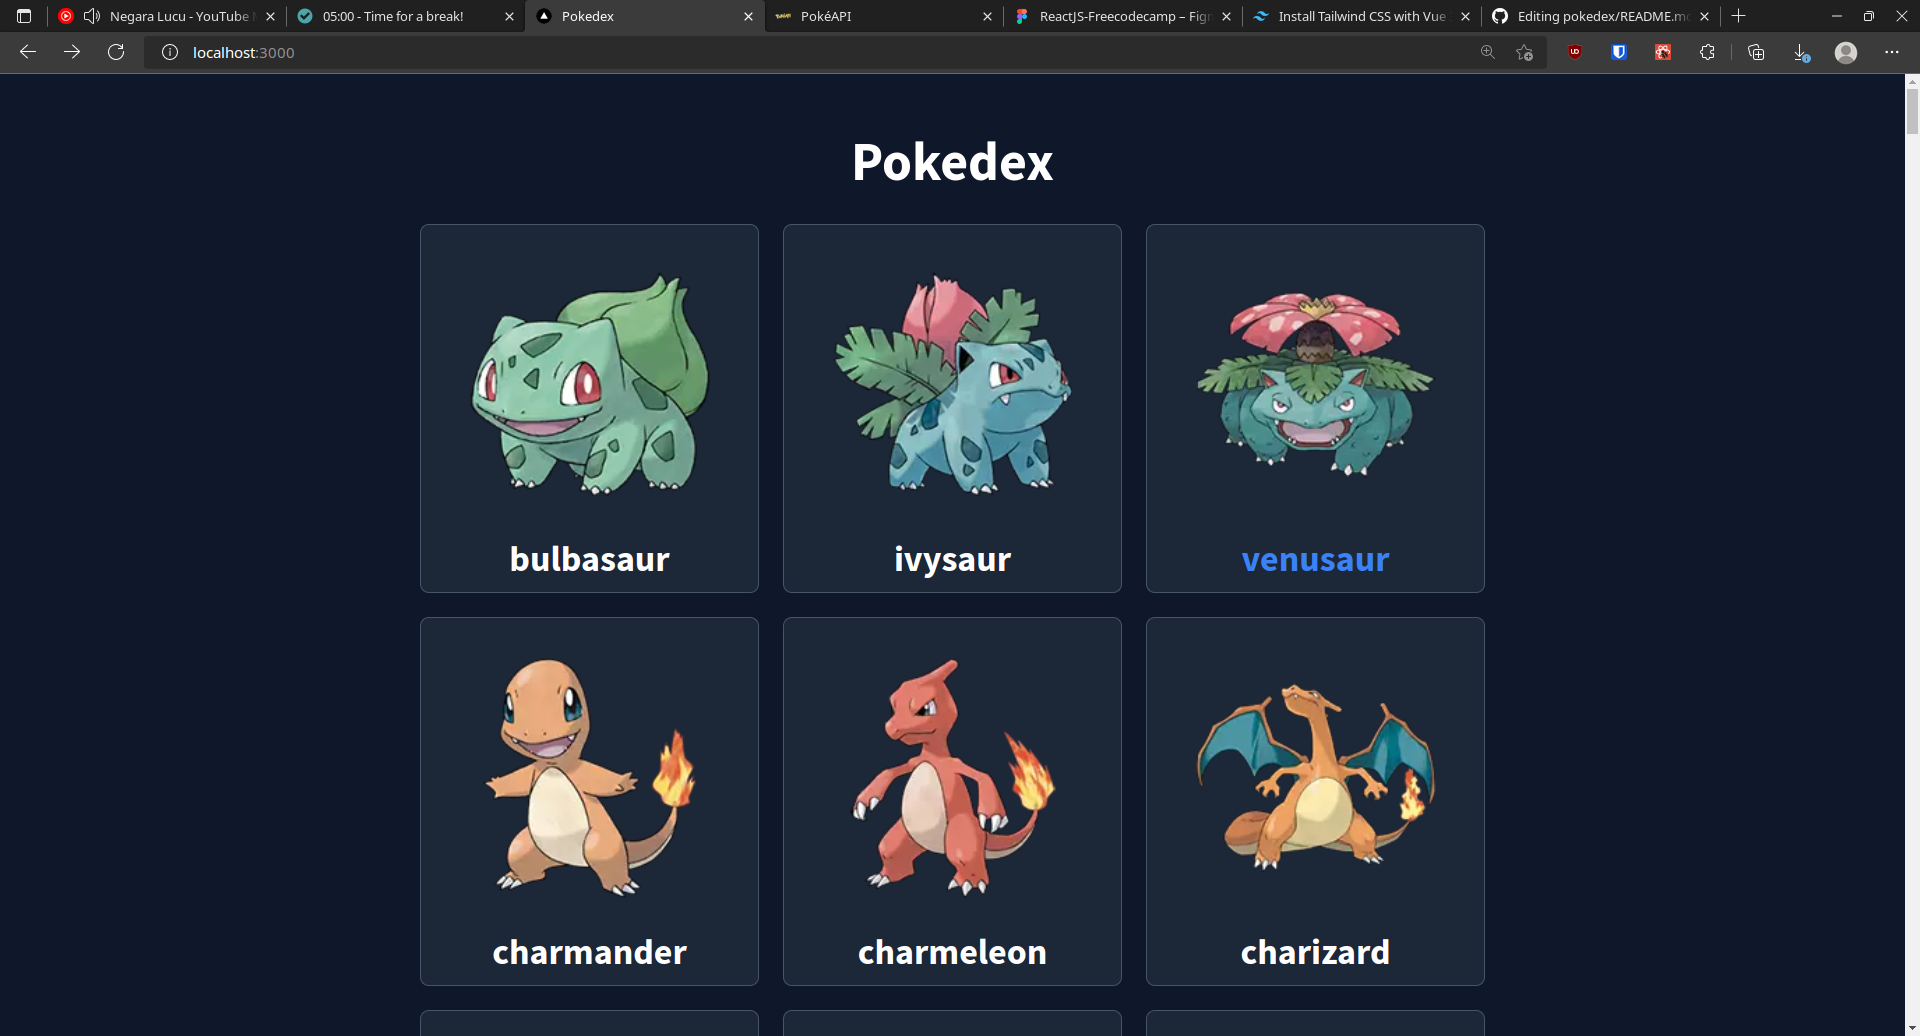 Negara Lucu - YouTube
05:00 - Time for a break!
Pokedex
PokéAPI
ReactJS-Freecodecamp – Fig
Install Tailwind CSS with Vue
Editing pokedex/README.m
localhost:3000
Pokedex
bulbasaur
ivysaur
venusaur
charmander
charmeleon
charizard